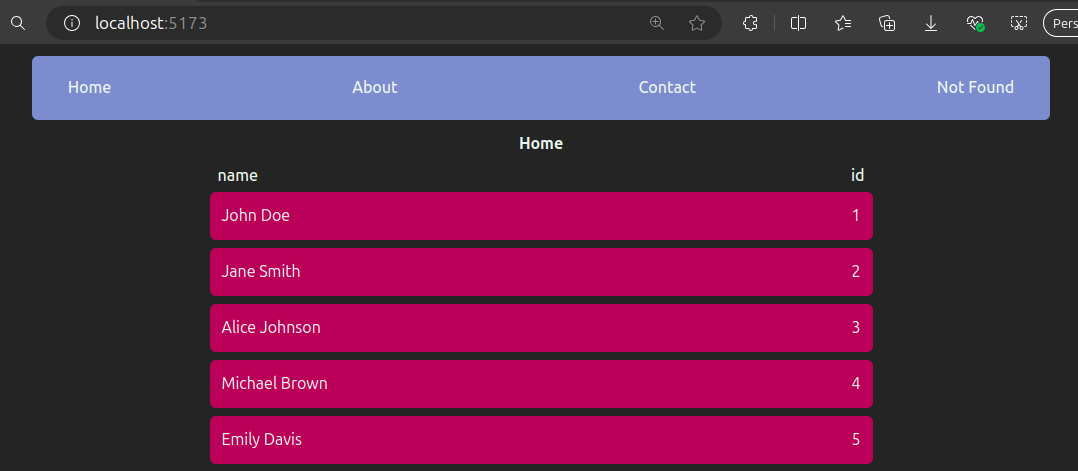 localhost:5173
Pers
Home About Contact Not Found
Home
name id
John Doe 1
Jane Smith 2
Alice Johnson 3
Michael Brown 4
Emily Davis 5